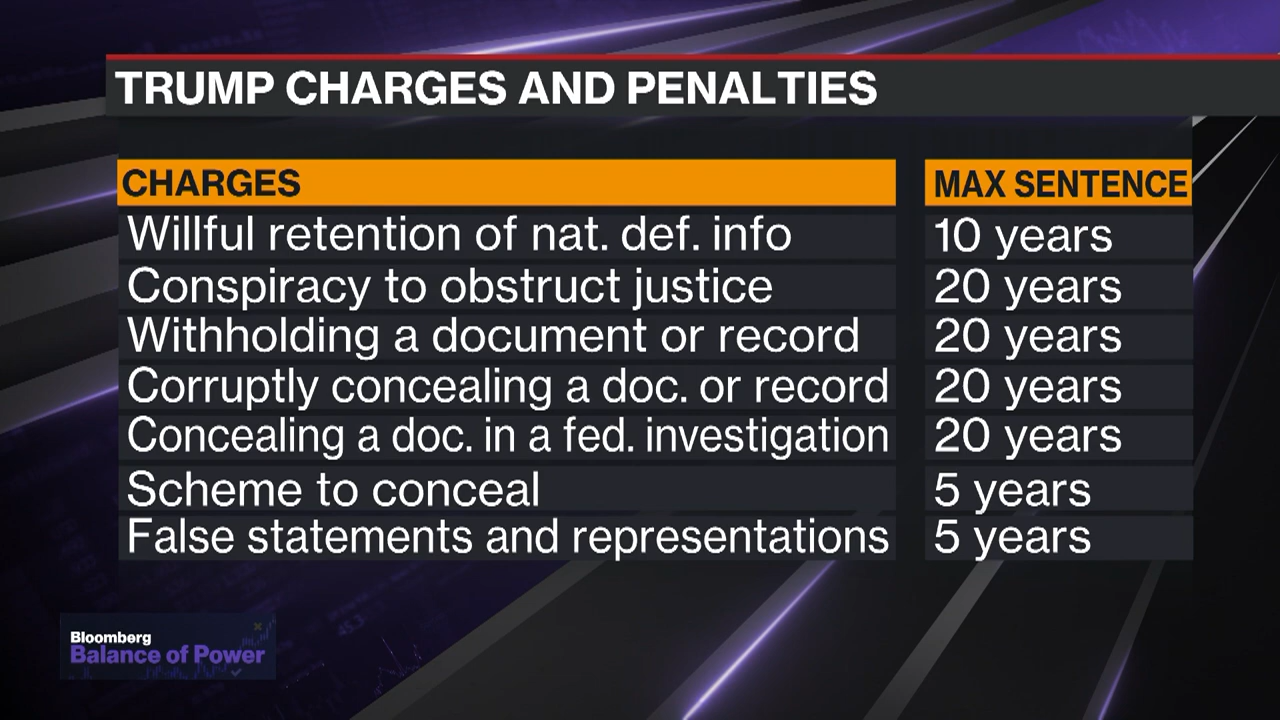 TRUMP CHARGES AND PENALTIES
CHARGES MAX SENTENCE
Willful retention of nat. def. info 10 years
Conspiracy to obstruct justice 20 years
Withholding a document or record 20 years
Corruptly concealing a doc. or record 20 years
Concealing a doc. in a fed. investigation 20 years
Scheme to conceal 5 years
False statements and representations 5 years
Bloomberg
Balance of Power